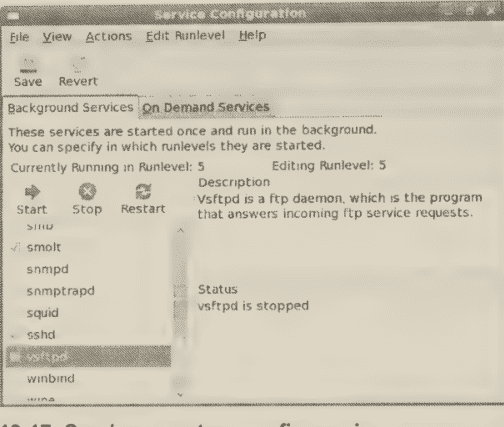 Service Configuration
File View Actions Edit Runlevel Help
Save Revert
Background Services On Demand Services
These services are started once and run in the background.
You can specify in which runlevels they are started.
Currently Running in Runlevel: 5 Editing Runlevel: 5
Start Stop Restart
Description
Vsftpd is a ftp daemon, which is the program
that answers incoming ftp service requests.
smolt
snmpd
snmptrapd
squid
sshd
vsftpd
winbind
Status
vsftpd is stopped